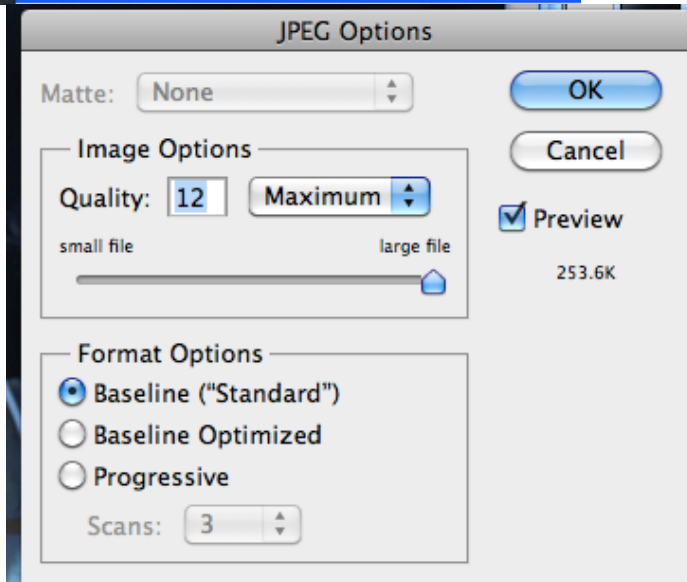 JPEG Options
Matte: None
OK
Image Options
Cancel
Quality: 12 Maximum
Preview
small file large file
253.6K
Format Options
Baseline (“Standard”)
Baseline Optimized
Progressive
Scans: 3